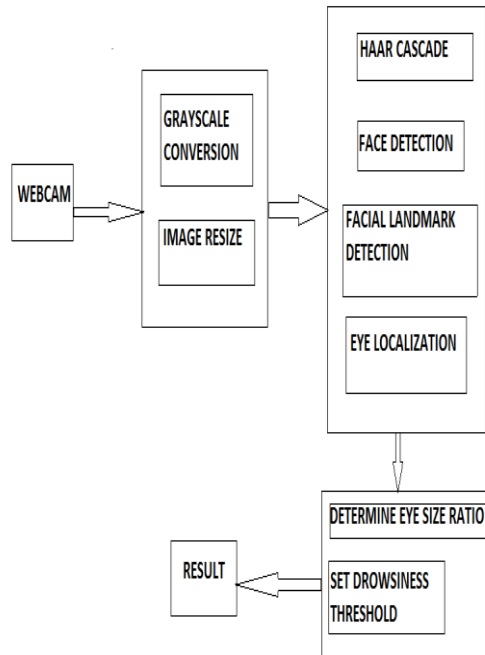 WEBCAM
GRAYSCALE
CONVERSION
IMAGE RESIZE
HAAR CASCADE
FACE DETECTION
FACIAL LANDMARK
DETECTION
EYE LOCALIZATION
DETERMINE EYE SIZE RATIO
SET DROWSINESS
THRESHOLD
RESULT